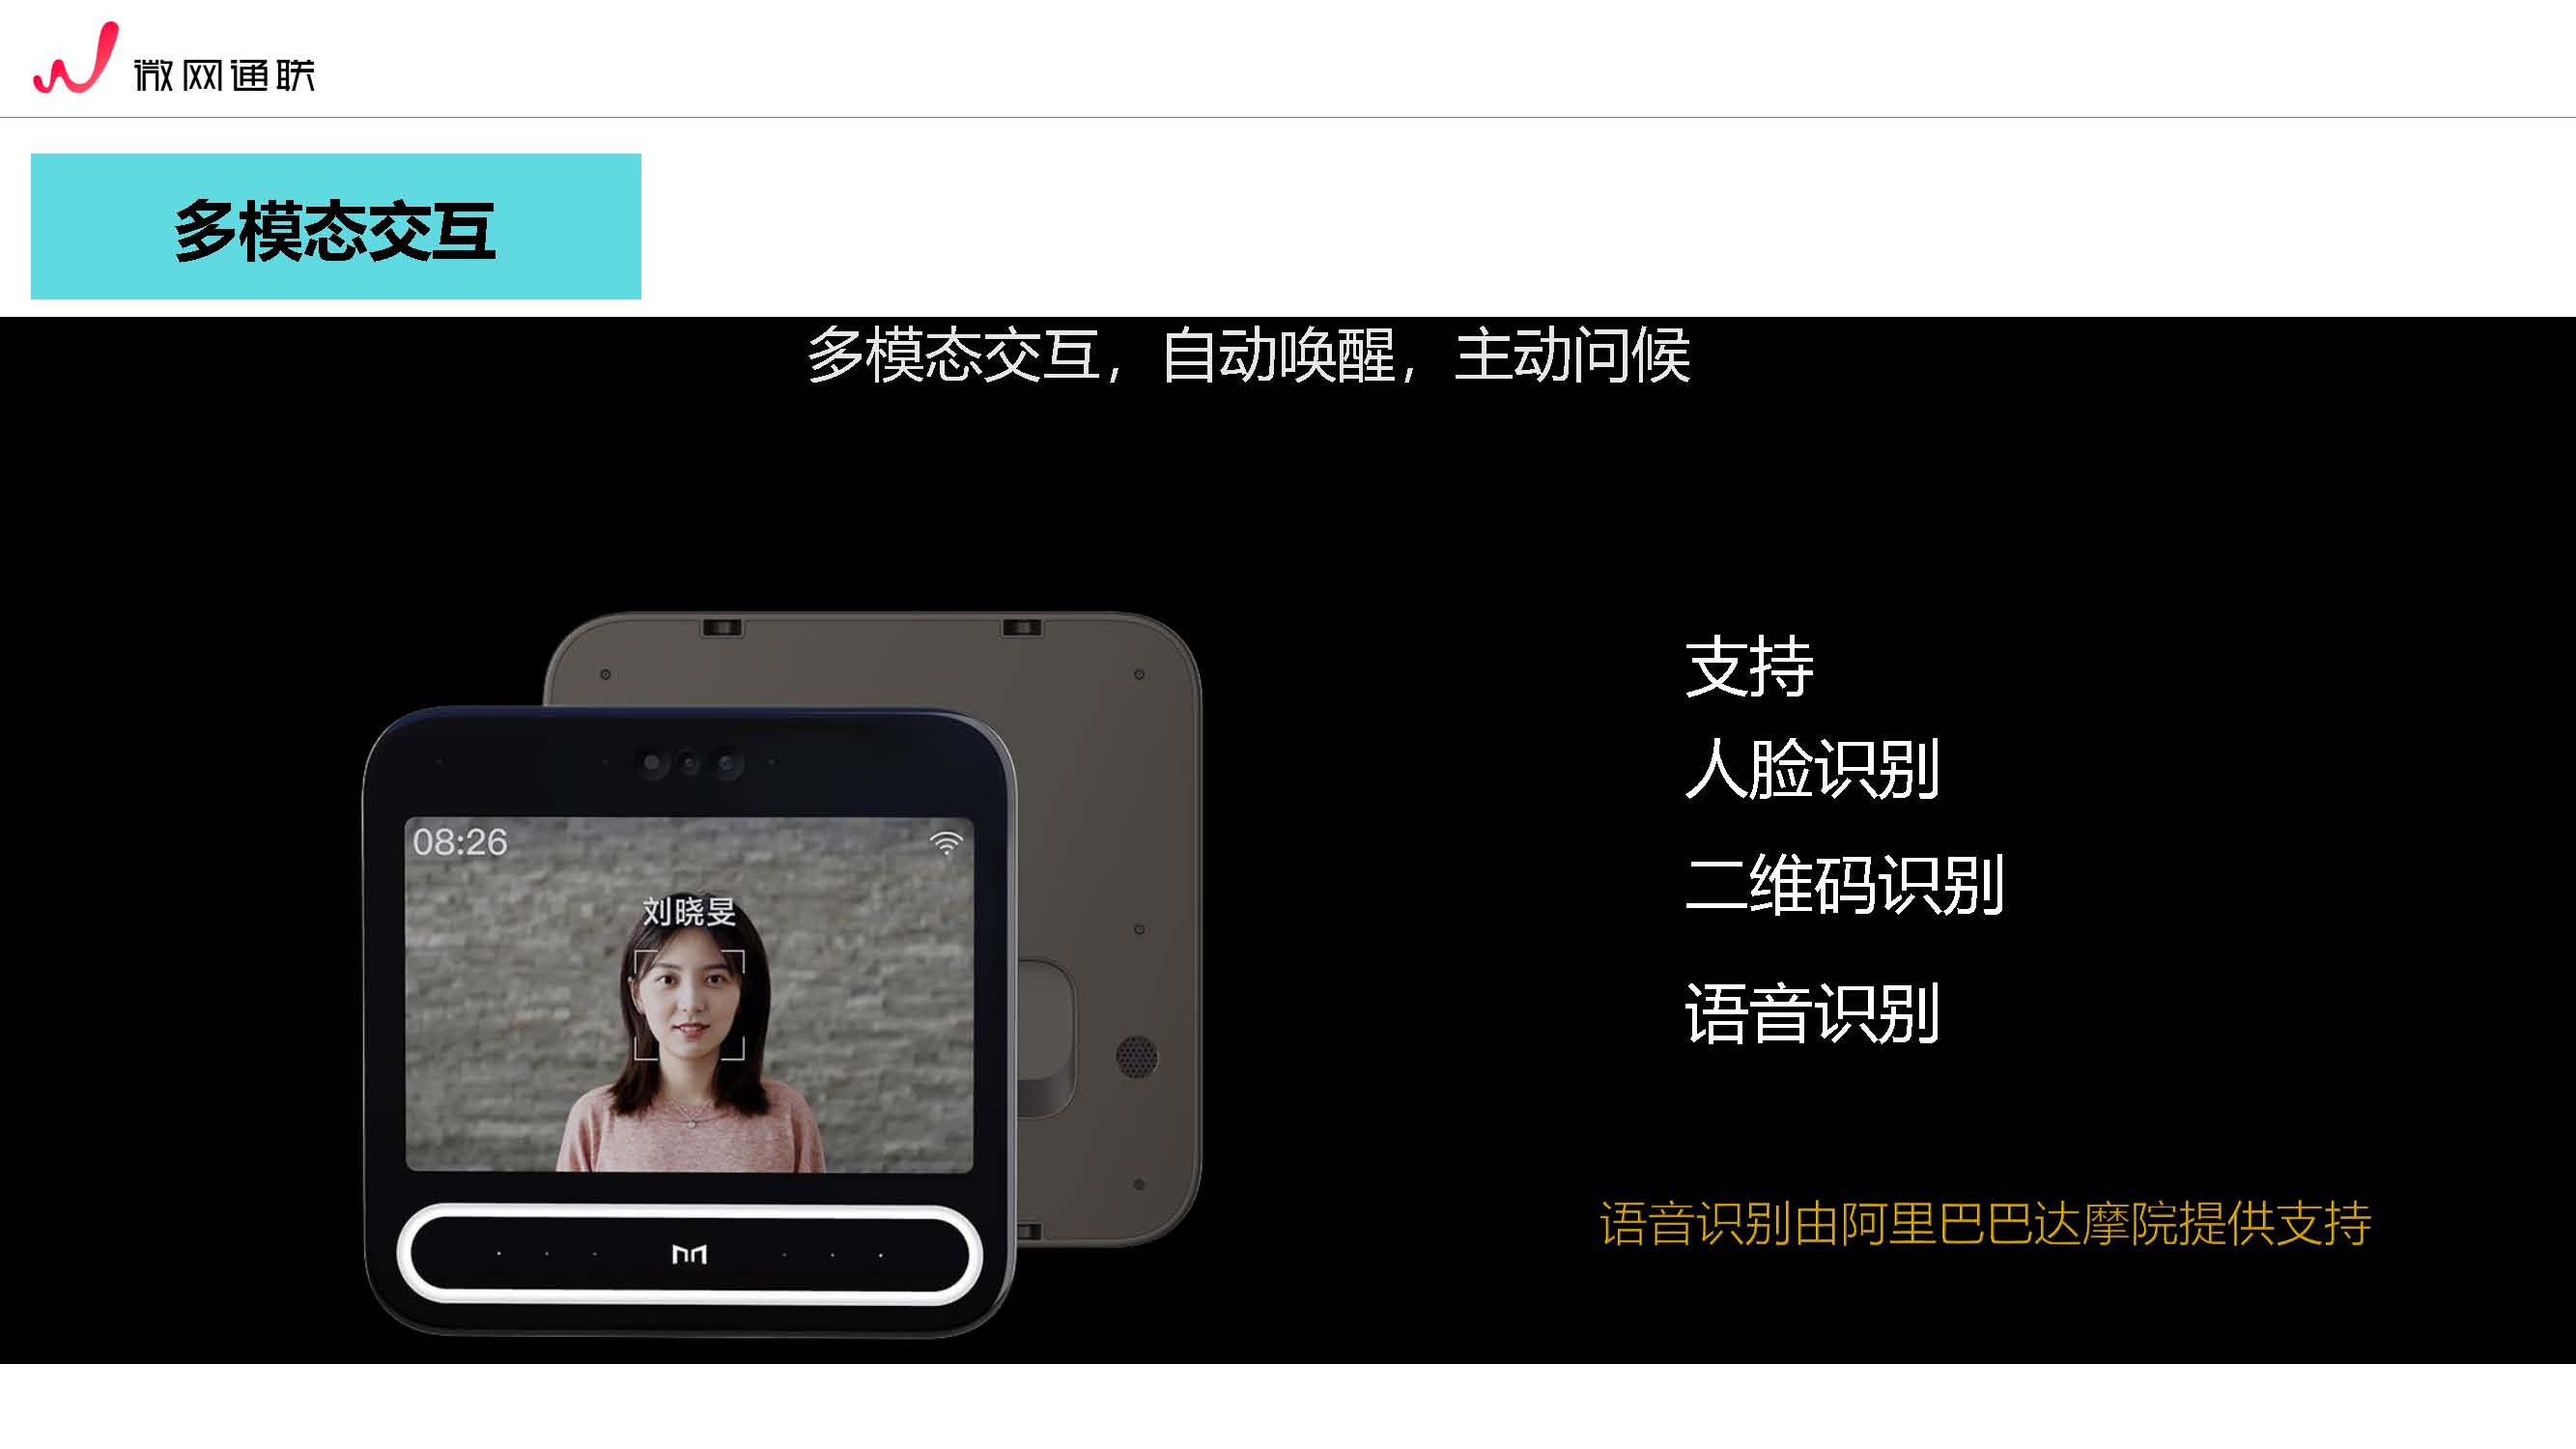 微网通联
多模态交互
多模态交互，自动唤醒，主动问候
08:26
刘晓旻
支持
人脸识别
二维码识别
语音识别
语音识别由阿里巴巴达摩院提供支持